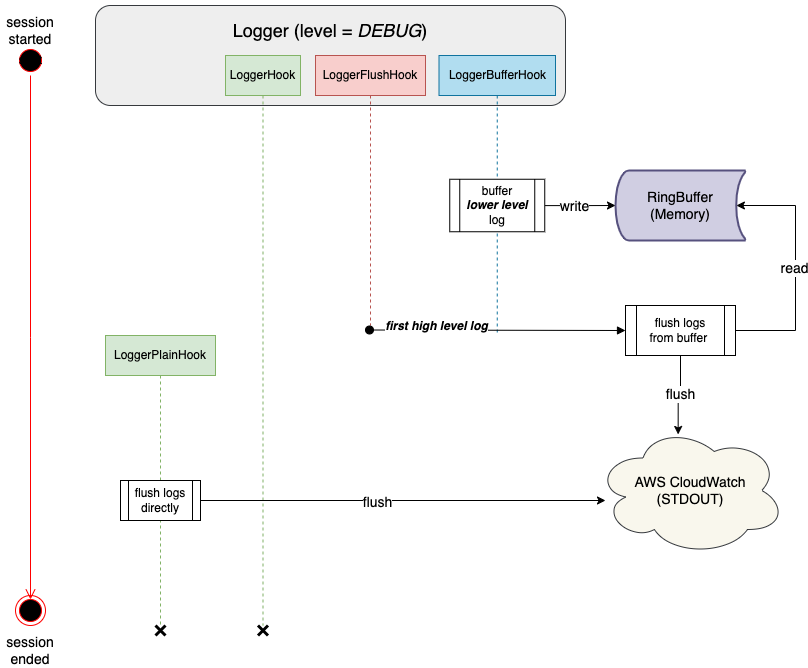 session
started
Logger (level = DEBUG)
LoggerHook
LoggerFlushHook
LoggerBufferHook
buffer
lower level
log
write
RingBuffer
(Memory)
read
first high level log
flush logs
from buffer
LoggerPlainHook
flush
AWS CloudWatch
(STDOUT)
flush logs
directly
flush
session
ended